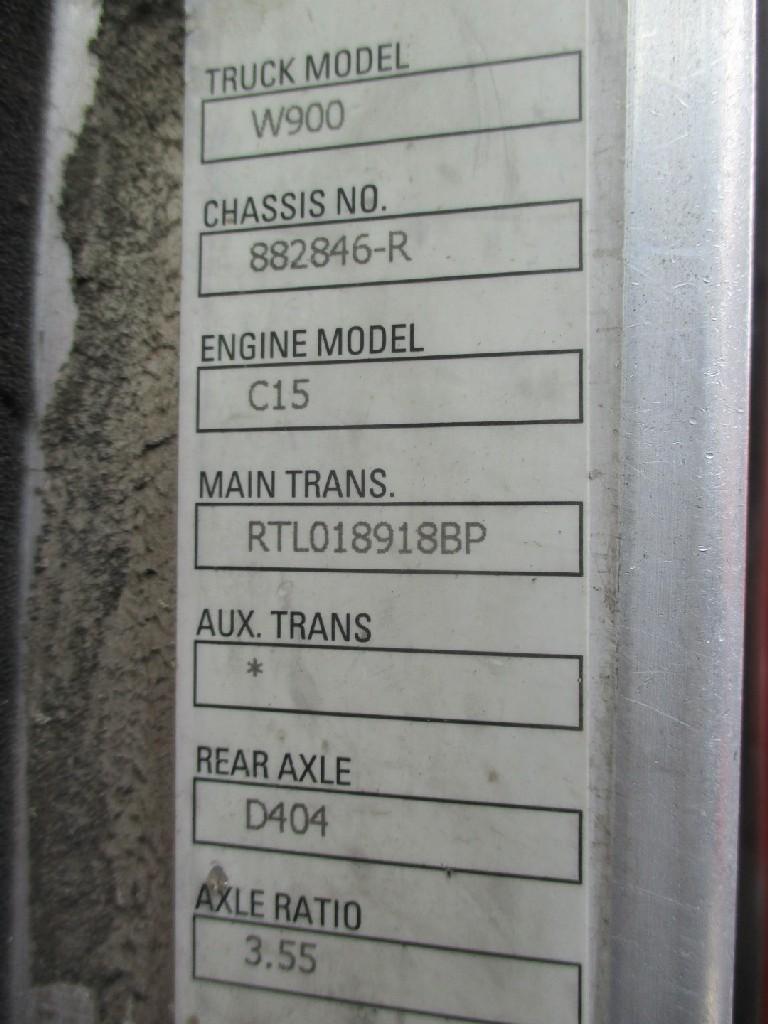 TRUCK MODEL
W900
CHASSIS NO.
882846-R
ENGINE MODEL
C15
MAIN TRANS.
RTL018918BP
AUX. TRANS
*
REAR AXLE
D404
AXLE RATIO
3.55